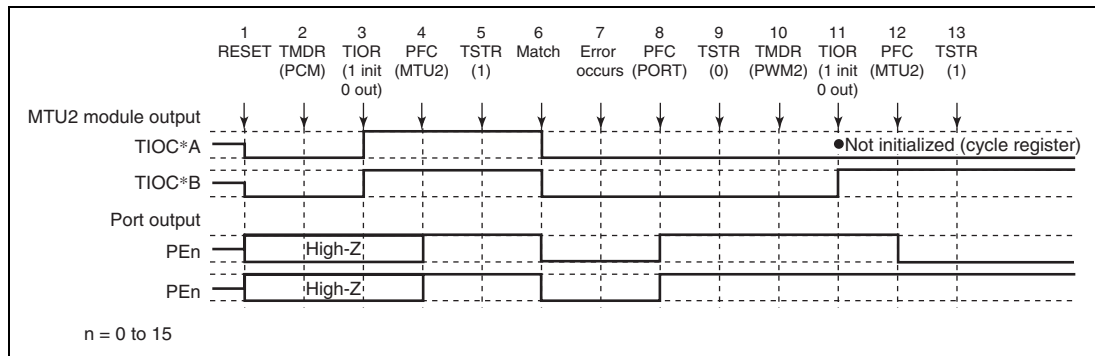 1 2 3 4 5 6 7 8 9 10 11 12 13
RESET TMDR TIOR PFC TSTR Match Error PFC TSTR TMDR TIOR PFC TSTR
(PCM) (1 init (MTU2) (1) occurs (PORT) (0) (PWM2) (1 init (MTU2) (1)
0 out) 0 out)
MTU2 module output
TIOC*A
●Not initialized (cycle register)
TIOC*B
Port output
PEn
High-Z
PEn
High-Z
n = 0 to 15